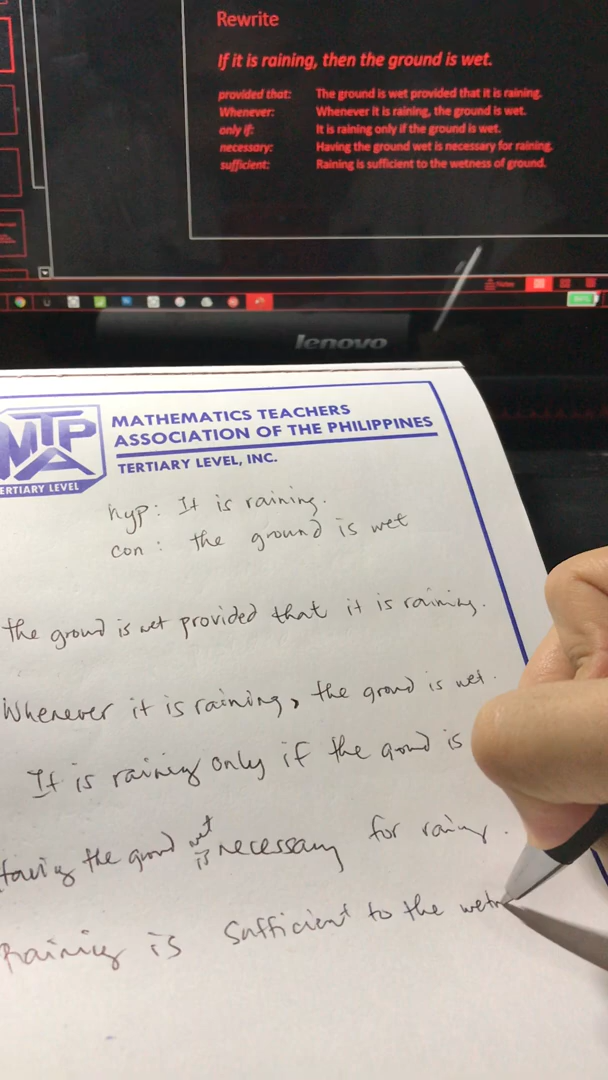 Rewrite
If it is raining, then the ground is wet.
provided that: The ground is wet provided that it is raining.
Whenever: Whenever it is raining, the ground is wet.
only if: It is raining only if the ground is wet.
necessary: Having the ground wet is necessary for raining.
sufficient: Raining is sufficient to the wetness of ground.
Notes
lenovo
MTAP
TERTIARY LEVEL
MATHEMATICS TEACHERS
ASSOCIATION OF THE PHILIPPINES
TERTIARY LEVEL, INC.
hyp: It is raining.
con: the ground is wet
the ground is wet provided that it is raining.
Whenever it is raining, the ground is wet.
It is raining only if the ground is
Having the ground wet is necessary for raining.
Raining is sufficient to the wetn